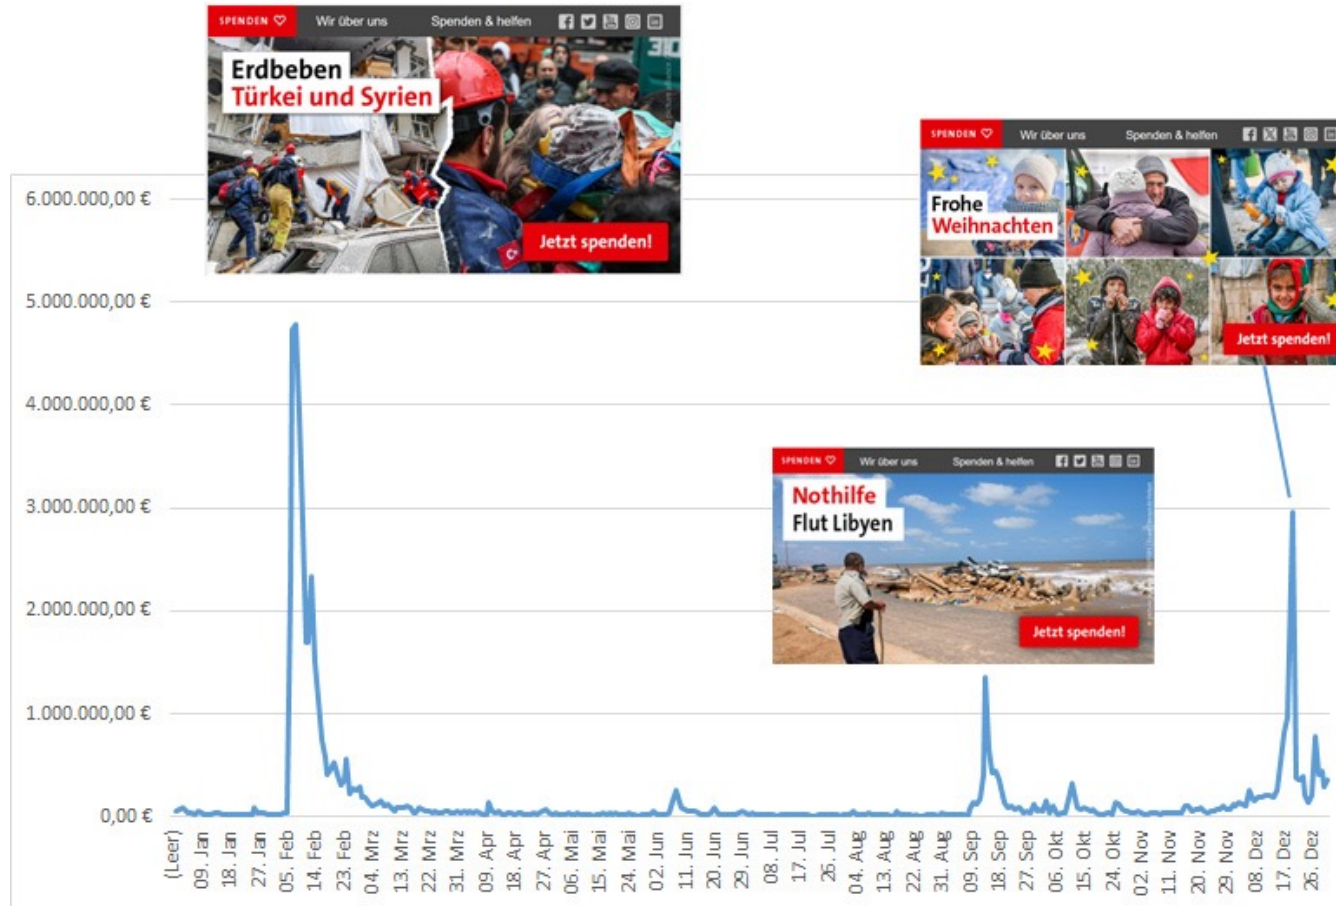 SPENDEN ♡ Wir über uns Spenden & helfen
Erdbeben
Türkei und Syrien
Jetzt spenden!
SPENDEN ♡ Wir über uns Spenden & helfen
Frohe
Weihnachten
Jetzt spenden!
SPENDEN ♡ Wir über uns Spenden & helfen
Nothilfe
Flut Libyen
Jetzt spenden!
6.000.000,00 €
5.000.000,00 €
4.000.000,00 €
3.000.000,00 €
2.000.000,00 €
1.000.000,00 €
0,00 €
(Leer)
09. Jan
18. Jan
27. Jan
05. Feb
14. Feb
23. Feb
04. Mrz
13. Mrz
22. Mrz
31. Mrz
09. Apr
18. Apr
27. Apr
06. Mai
15. Mai
24. Mai
02. Jun
11. Jun
20. Jun
29. Jun
08. Jul
17. Jul
26. Jul
04. Aug
13. Aug
22. Aug
31. Aug
09. Sep
18. Sep
27. Sep
06. Okt
15. Okt
24. Okt
02. Nov
11. Nov
20. Nov
29. Nov
08. Dez
17. Dez
26. Dez